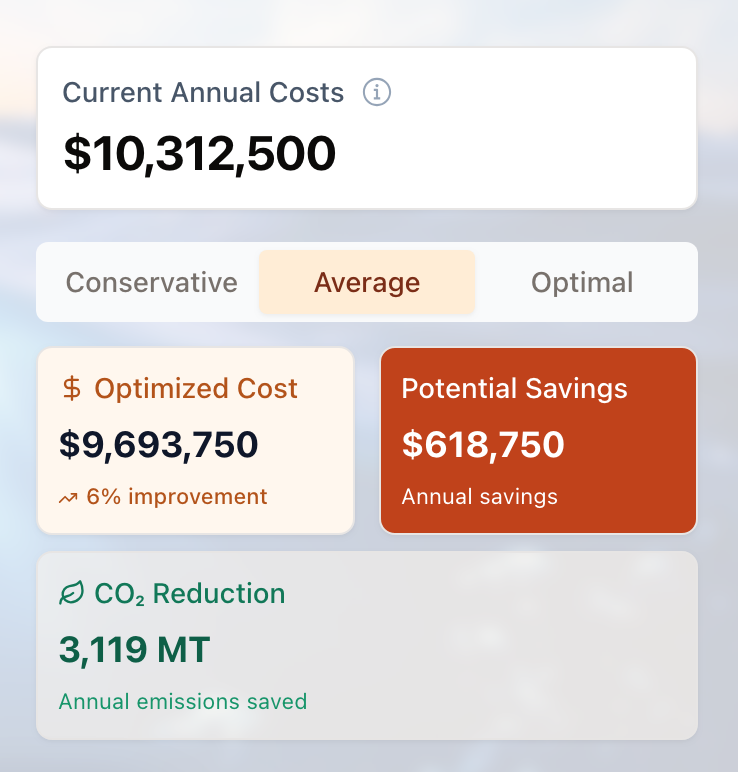 Current Annual Costs
$10,312,500
Conservative
Average
Optimal
Optimized Cost
$9,693,750
6% improvement
Potential Savings
$618,750
Annual savings
CO₂ Reduction
3,119 MT
Annual emissions saved